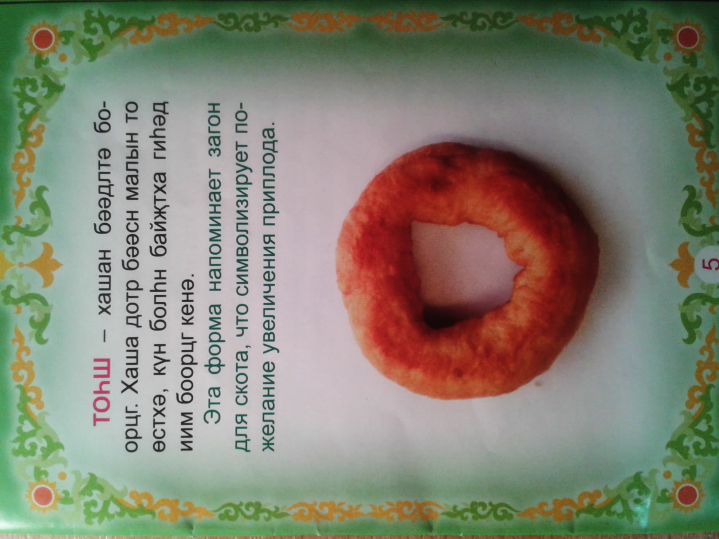 ТОҺШ – хашан бәәдлтә бо-
орцг. Хаша дотр бәәсн малын то
өстхә, күн болһн байҗтха гиһәд
иим боорцг кенә.
Эта форма напоминает загон
для скота, что символизирует по-
желание увеличения приплода.
5